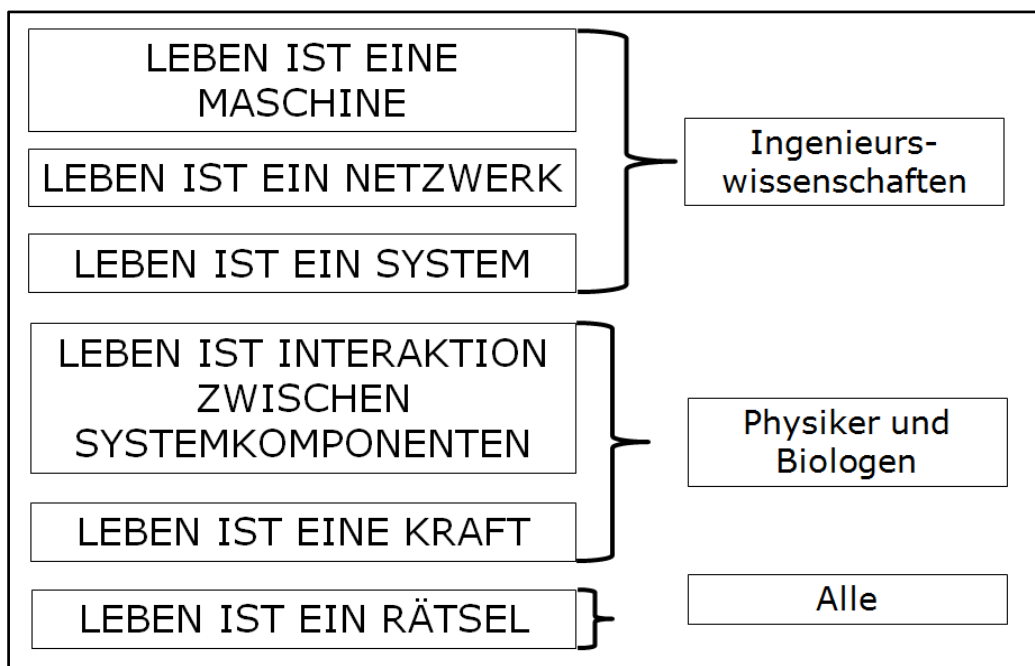 LEBEN IST EINE
MASCHINE
LEBEN IST EIN NETZWERK
LEBEN IST EIN SYSTEM
Ingenieurs-
wissenschaften
LEBEN IST INTERAKTION
ZWISCHEN
SYSTEMKOMPONENTEN
LEBEN IST EINE KRAFT
Physiker und
Biologen
LEBEN IST EIN RÄTSEL
Alle